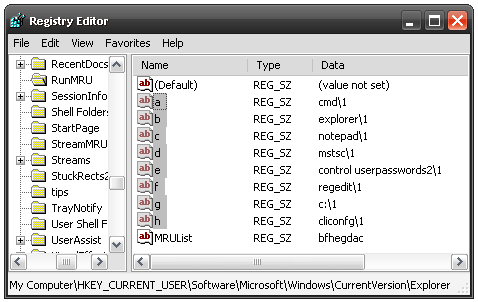 Registry Editor
File Edit View Favorites Help
RecentDocs
RunMRU
SessionInfo
Shell Folders
StartPage
StreamMRU
Streams
StuckRects2
tips
TrayNotify
User Shell F
UserAssist
Name Type Data
ab (Default) REG_SZ (value not set)
ab a REG_SZ cmd\1
ab b REG_SZ explorer\1
ab c REG_SZ notepad\1
ab d REG_SZ mstsc\1
ab e REG_SZ control userpasswords2\1
ab f REG_SZ regedit\1
ab g REG_SZ c:\1
ab h REG_SZ cliconfg\1
ab MRUList REG_SZ bfhegdac
My Computer\HKEY_CURRENT_USER\Software\Microsoft\Windows\CurrentVersion\Explorer